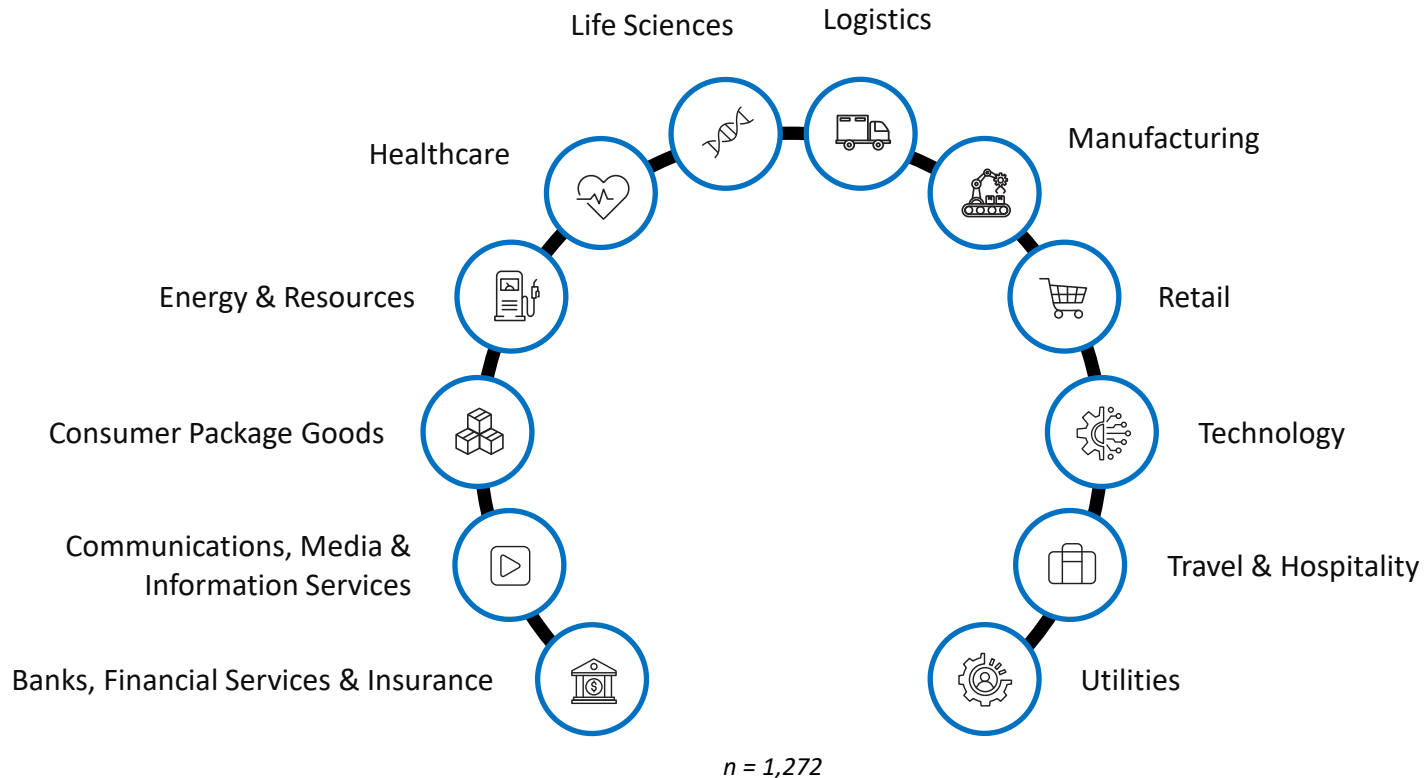 Life Sciences
Logistics
Healthcare
Manufacturing
Energy & Resources
Retail
Consumer Package Goods
Technology
Communications, Media &
Information Services
Travel & Hospitality
Banks, Financial Services & Insurance
$
Utilities
n = 1,272